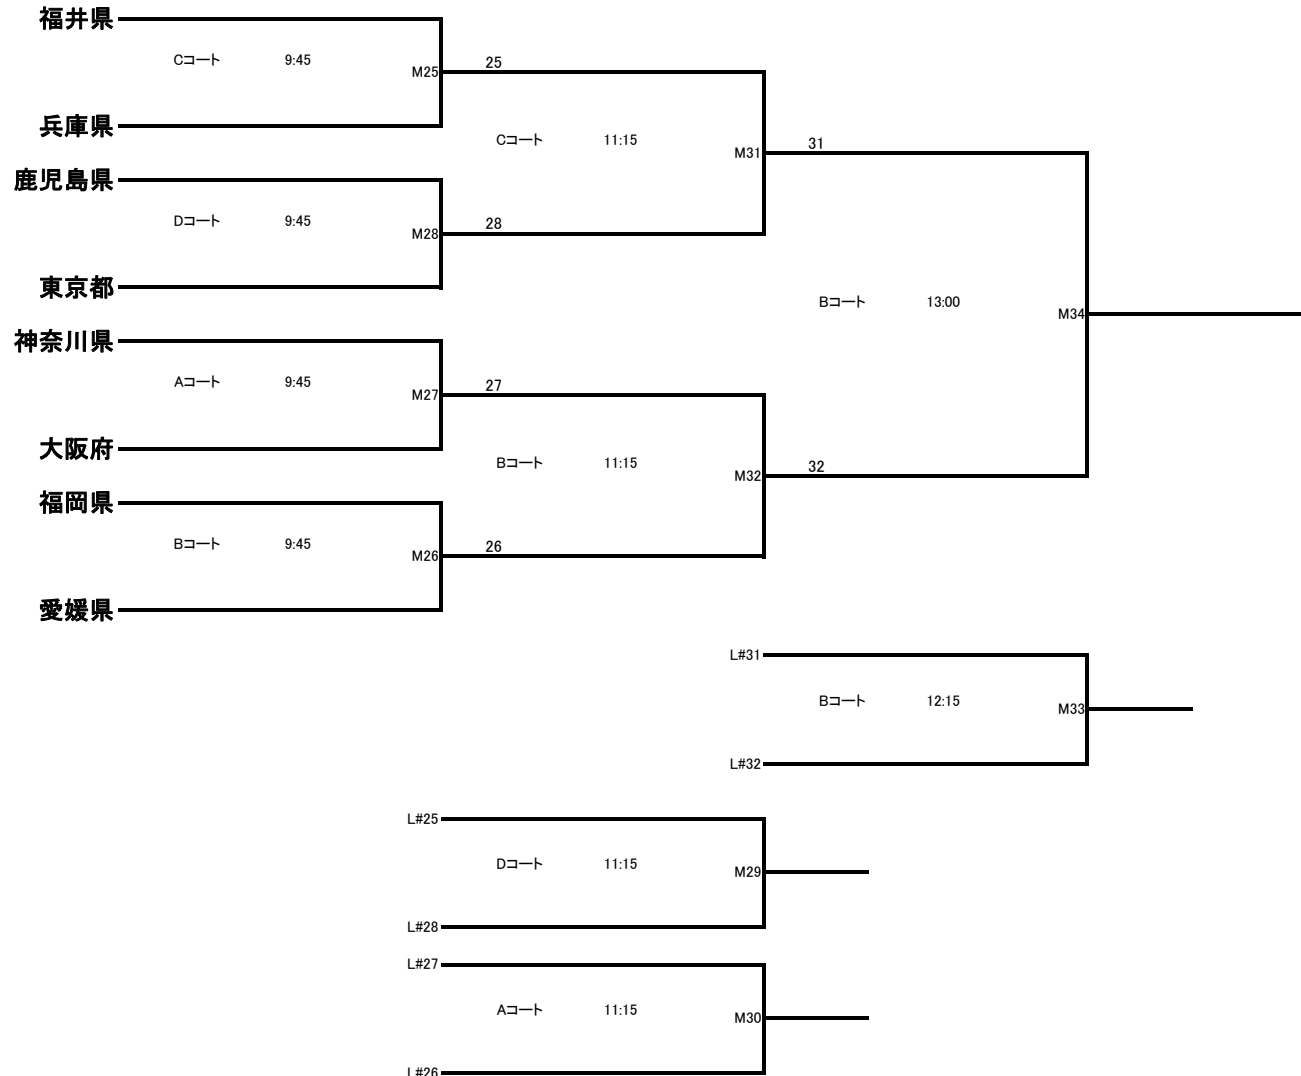 福井県
Cコート 9:45
M25
25
兵庫県
Cコート 11:15
M31
31
鹿児島県
Dコート 9:45
M28
28
東京都
Bコート 13:00
M34
神奈川県
Aコート 9:45
M27
27
大阪府
Bコート 11:15
M32
32
福岡県
Bコート 9:45
M26
26
愛媛県
L#31
Bコート 12:15
M33
L#32
L#25
Dコート 11:15
M29
L#28
L#27
Aコート 11:15
M30
L#26